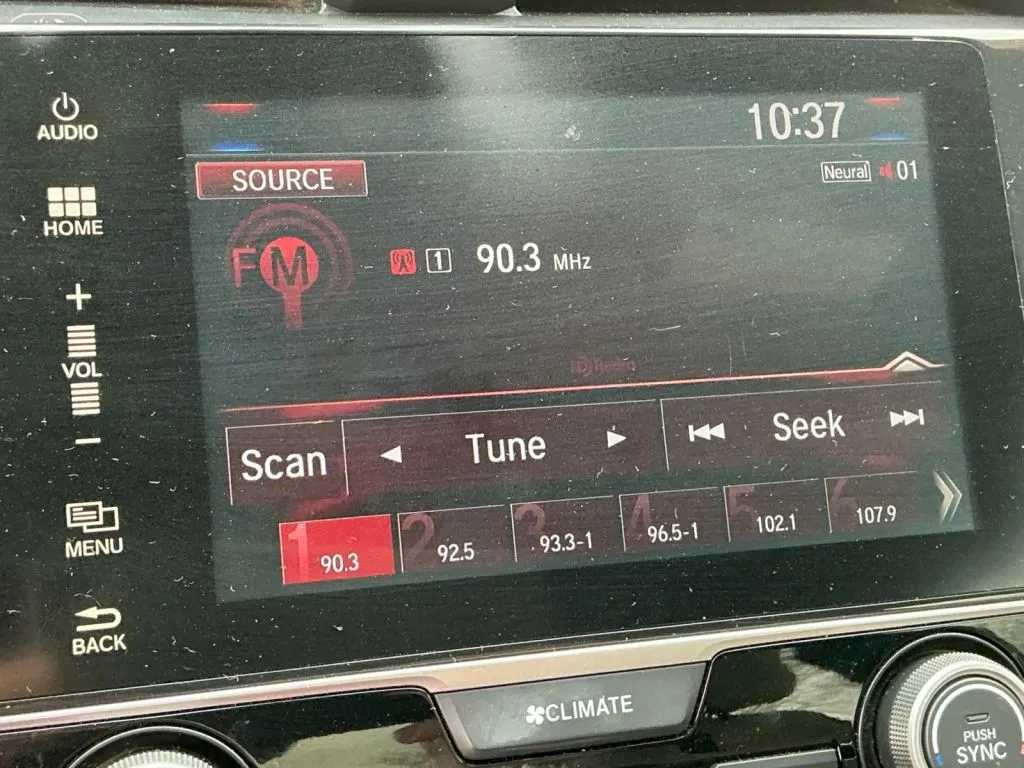 AUDIO
10:37
SOURCE
Neural 01
HOME
FM
1 90.3 MHz
VOL
HD Radio
Scan
Tune
Seek
MENU
1 90.3
2 92.5
3 93.3-1
4 96.5-1
5 102.1
6 107.9
BACK
CLIMATE
PUSH
SYNC